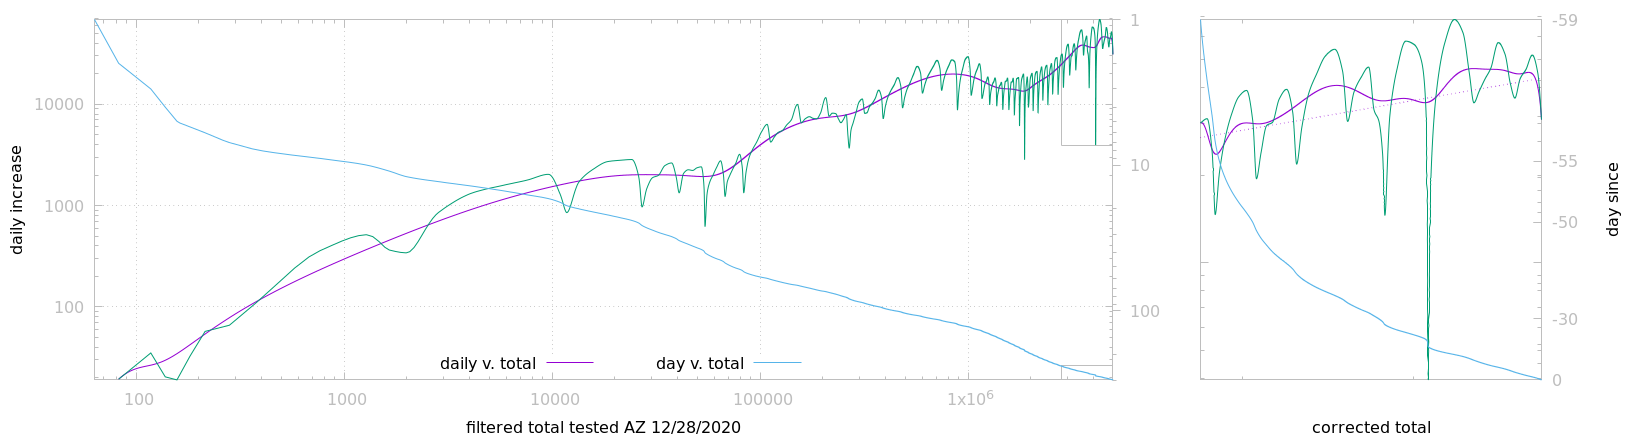 daily increase
10000
1000
100
100
1000
10000
100000
1x10^6
1
10
100
daily v. total
day v. total
filtered total tested AZ 12/28/2020
-59
-55
-50
-30
0
day since
corrected total